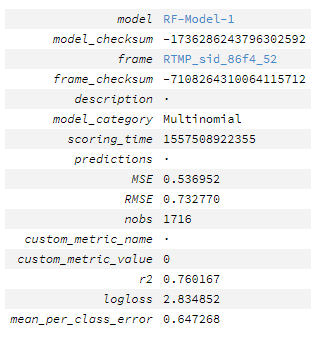 model RF-Model-1
model_checksum -1736286243796302592
frame RTMP_sid_86f4_52
frame_checksum -7108264310064115712
description ·
model_category Multinomial
scoring_time 1557508922355
predictions ·
MSE 0.536952
RMSE 0.732770
nobs 1716
custom_metric_name ·
custom_metric_value 0
r2 0.760167
logloss 2.834852
mean_per_class_error 0.647268